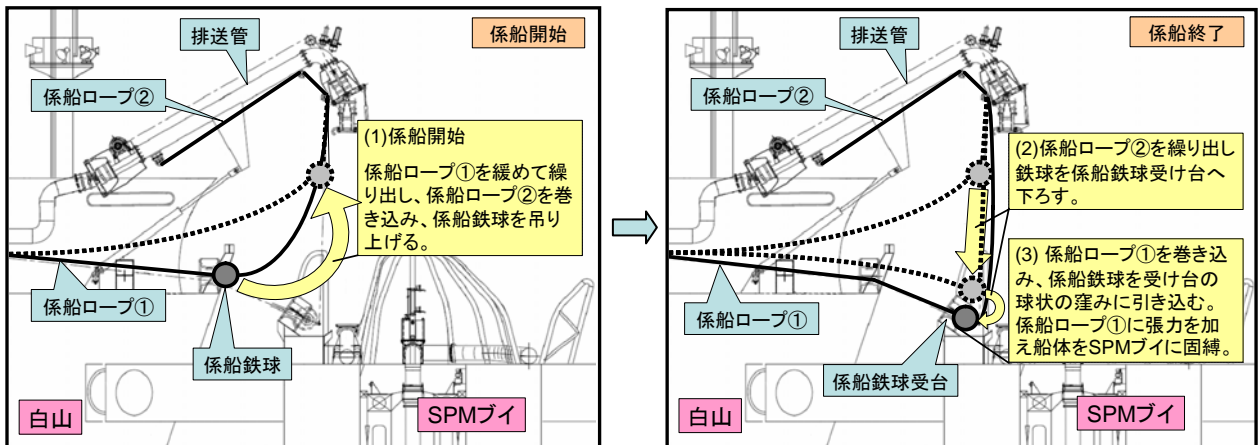 係船開始
排送管
係船ロープ②
(1)係船開始
係船ロープ①を緩めて繰
り出し、係船ロープ②を巻
き込み、係船鉄球を吊り
上げる。
係船ロープ①
係船鉄球
白山
SPMブイ
係船終了
排送管
係船ロープ②
(2)係船ロープ②を繰り出し
鉄球を係船鉄球受け台へ
下ろす。
(3) 係船ロープ①を巻き込
み、係船鉄球を受け台の
球状の窪みに引き込む。
係船ロープ①に張力を加
え船体をSPMブイに固縛。
係船ロープ①
係船鉄球受台
白山
SPMブイ